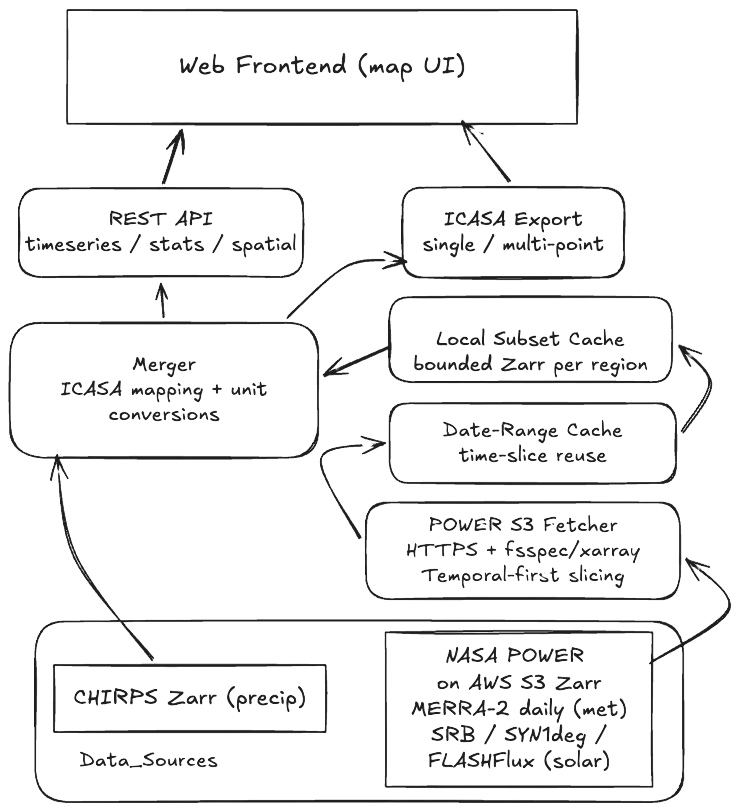 Web Frontend (map UI)
REST API
timeseries / stats / spatial
ICASA Export
single / multi-point
Merger
ICASA mapping + unit
conversions
Local Subset Cache
bounded Zarr per region
Date-Range Cache
time-slice reuse
POWER S3 Fetcher
HTTPS + fsspec/xarray
Temporal-first slicing
CHIRPS Zarr (precip)
Data_Sources
NASA POWER
on AWS S3 Zarr
MERRA-2 daily (met)
SRB / SYN1deg /
FLASHFlux (solar)